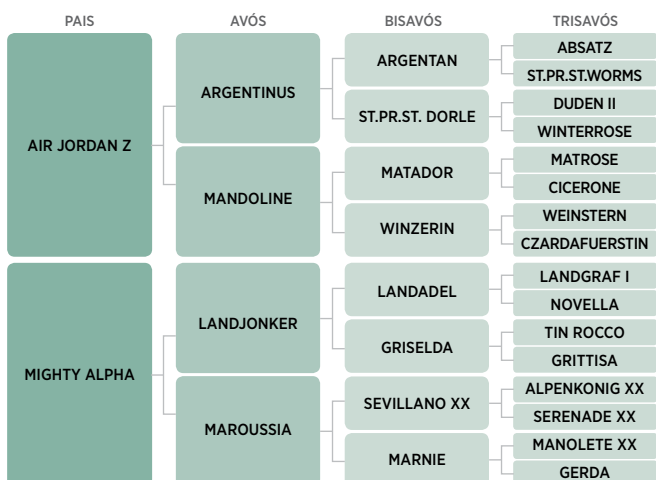 PAIS AVÓS BISAVÓS TRISAVÓS
AIR JORDAN Z
ARGENTINUS
ARGENTAN
ABSATZ
ST.PR.ST.WORMS
ST.PR.ST. DORLE
DUDEN II
WINTERROSE
MANDOLINE
MATADOR
MATROSE
CICERONE
WINZERIN
WEINSTERN
CZARDAFUERSTIN
MIGHTY ALPHA
LANDJONKER
LANDADEL
LANDGRAF I
NOVELLA
GRISELDA
TIN ROCCO
GRITTISA
MAROUSSIA
SEVILLANO XX
ALPENKONIG XX
SERENADE XX
MARNIE
MANOLETE XX
GERDA